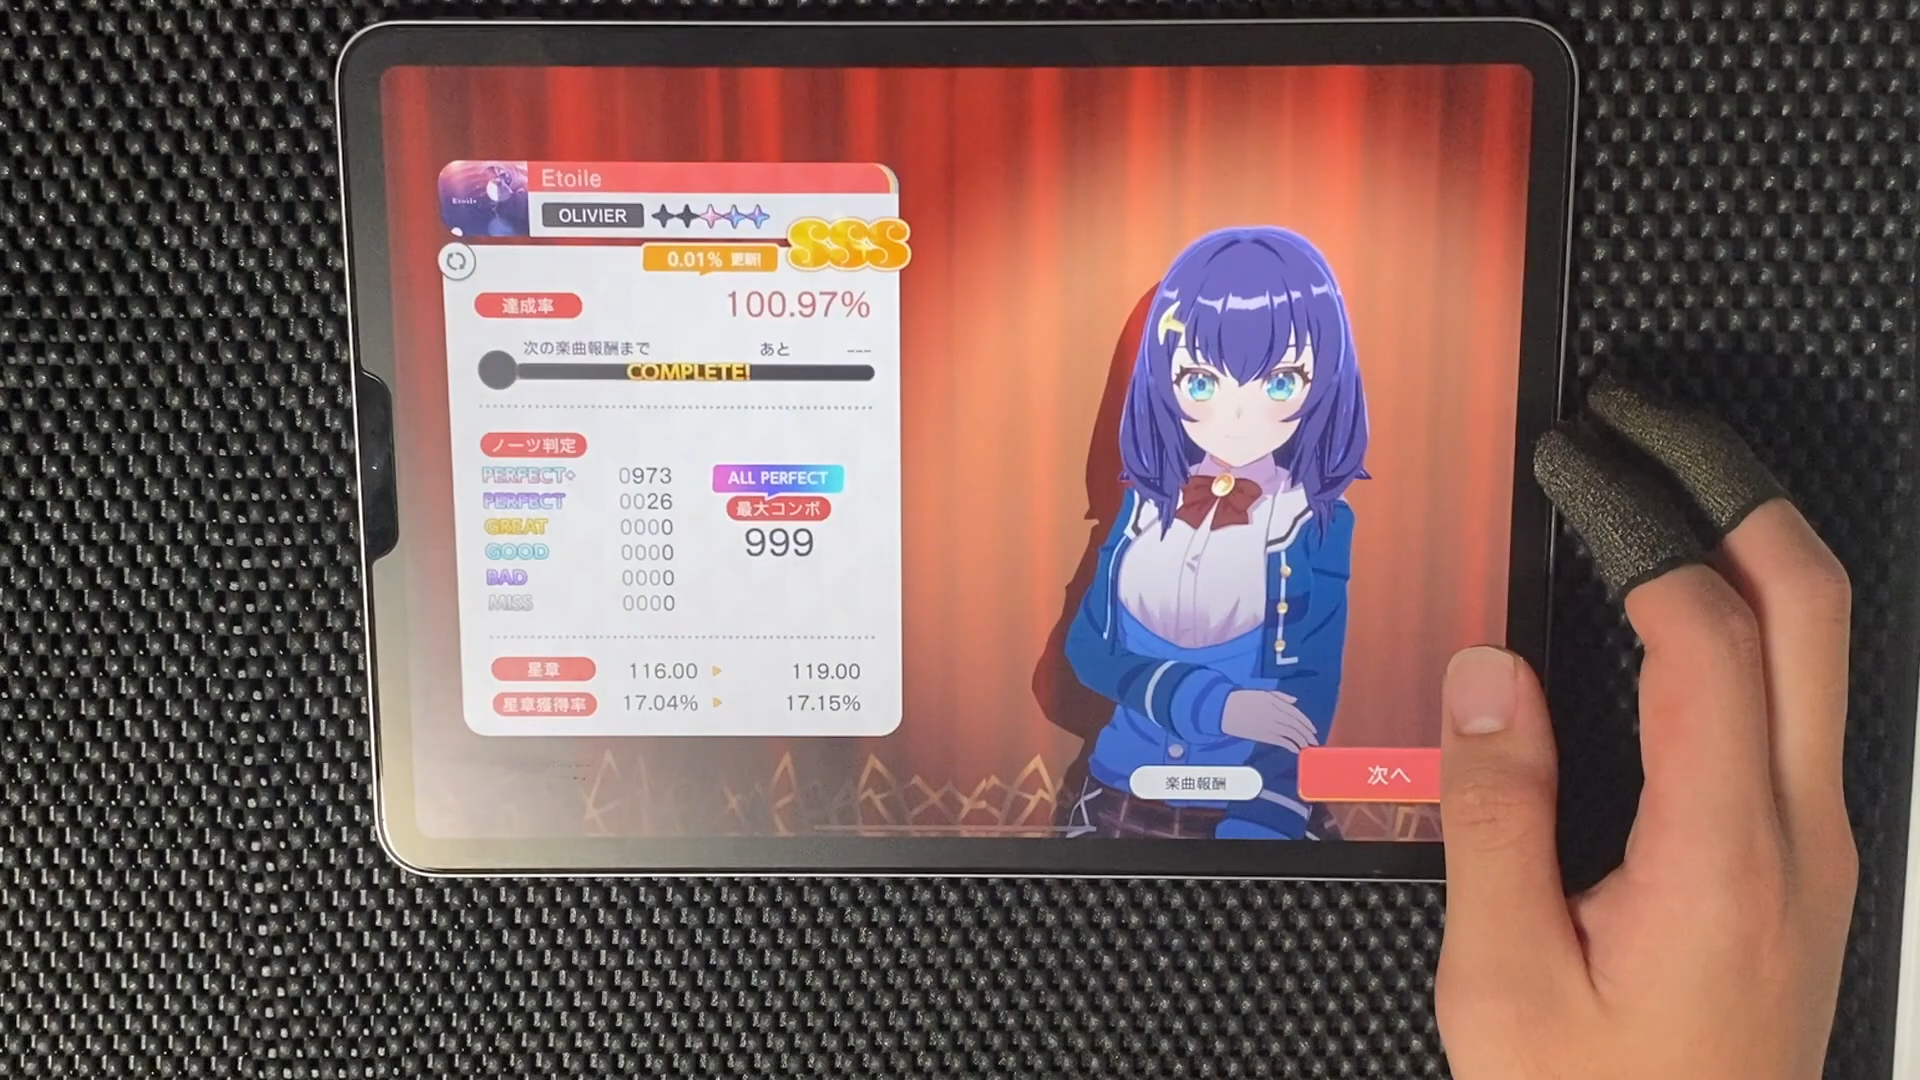 Etoile
Etoile
OLIVIER
SSS
0.01% 更新!
達成率 100.97%
次の楽曲報酬まで あと ---
COMPLETE!
ノーツ判定
PERFECT+ 0973
PERFECT 0026
GREAT 0000
GOOD 0000
BAD 0000
MISS 0000
ALL PERFECT
最大コンボ
999
星章 116.00 ▶ 119.00
星章獲得率 17.04% ▶ 17.15%
楽曲報酬
次へ